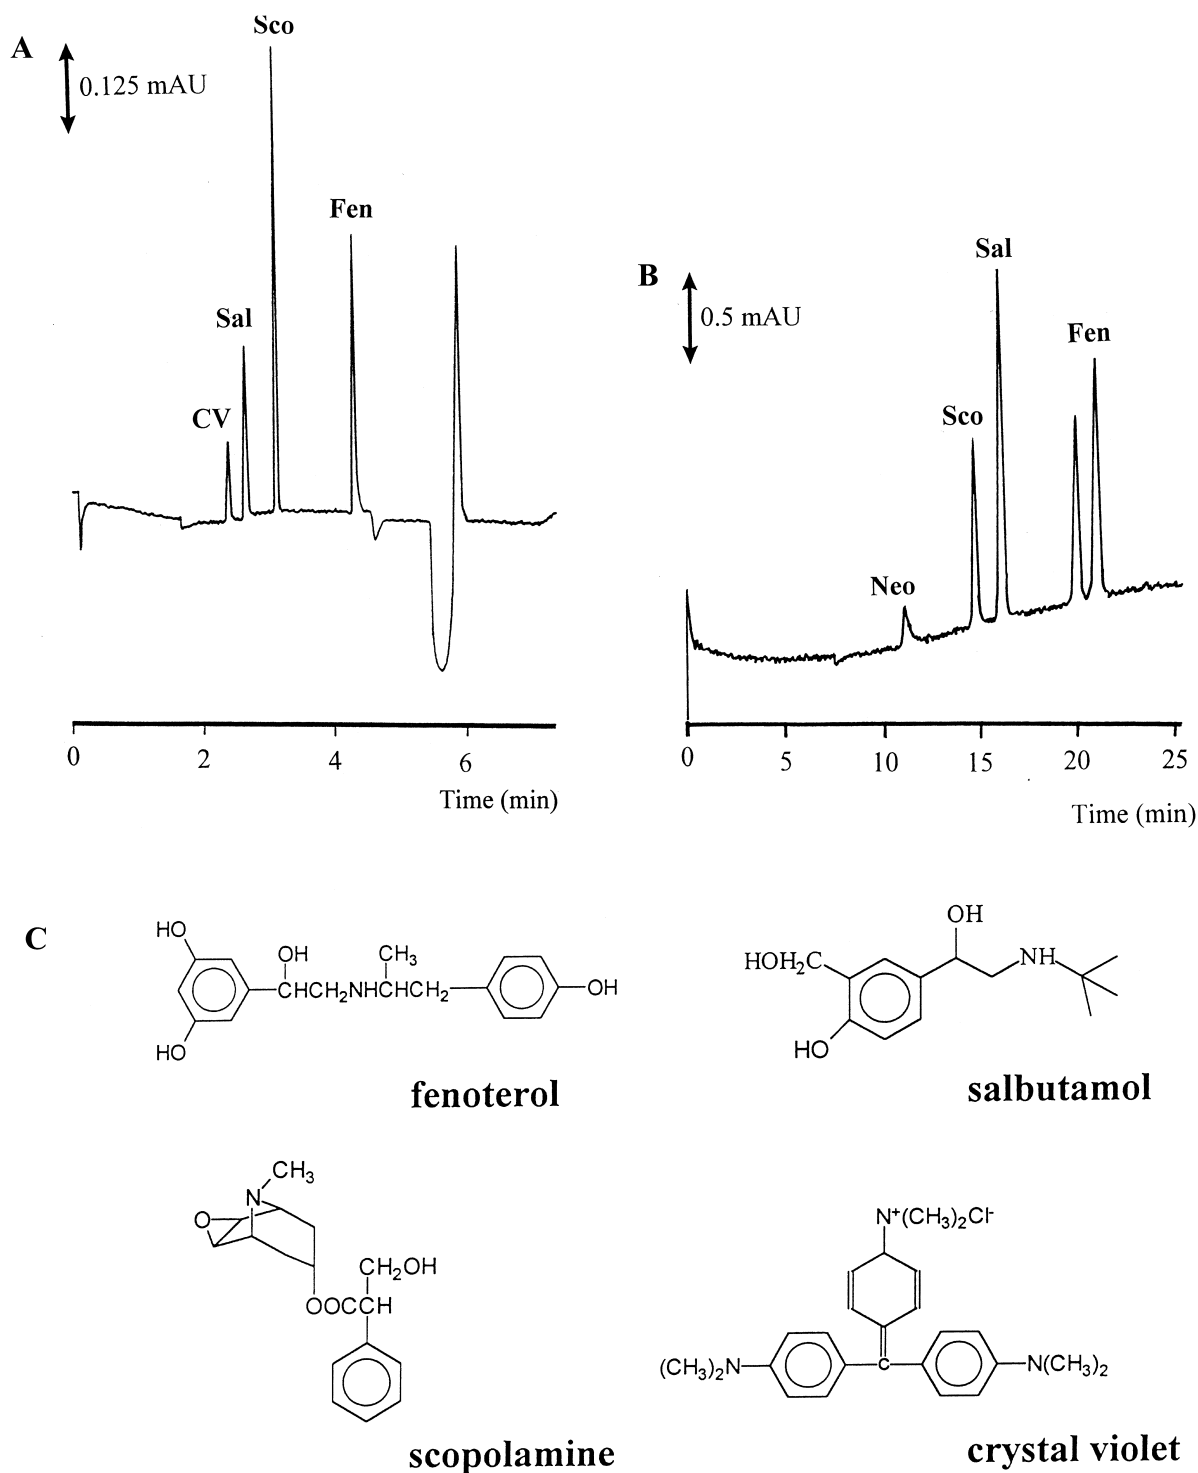 A
0.125 mAU
Sco
Fen
Sal
CV
0 2 4 6
Time (min)
B
0.5 mAU
Sal
Fen
Sco
Neo
0 5 10 15 20 25
Time (min)
C
HO
OH
CH₃
CHCH₂NHCHCH₂
OH
HO
fenoterol
OH
HOH₂C
NH
HO
salbutamol
CH₃
N
O
CH₂OH
OOCCH
scopolamine
N⁺(CH₃)₂Cl⁻
(CH₃)₂N
C
N(CH₃)₂
crystal violet